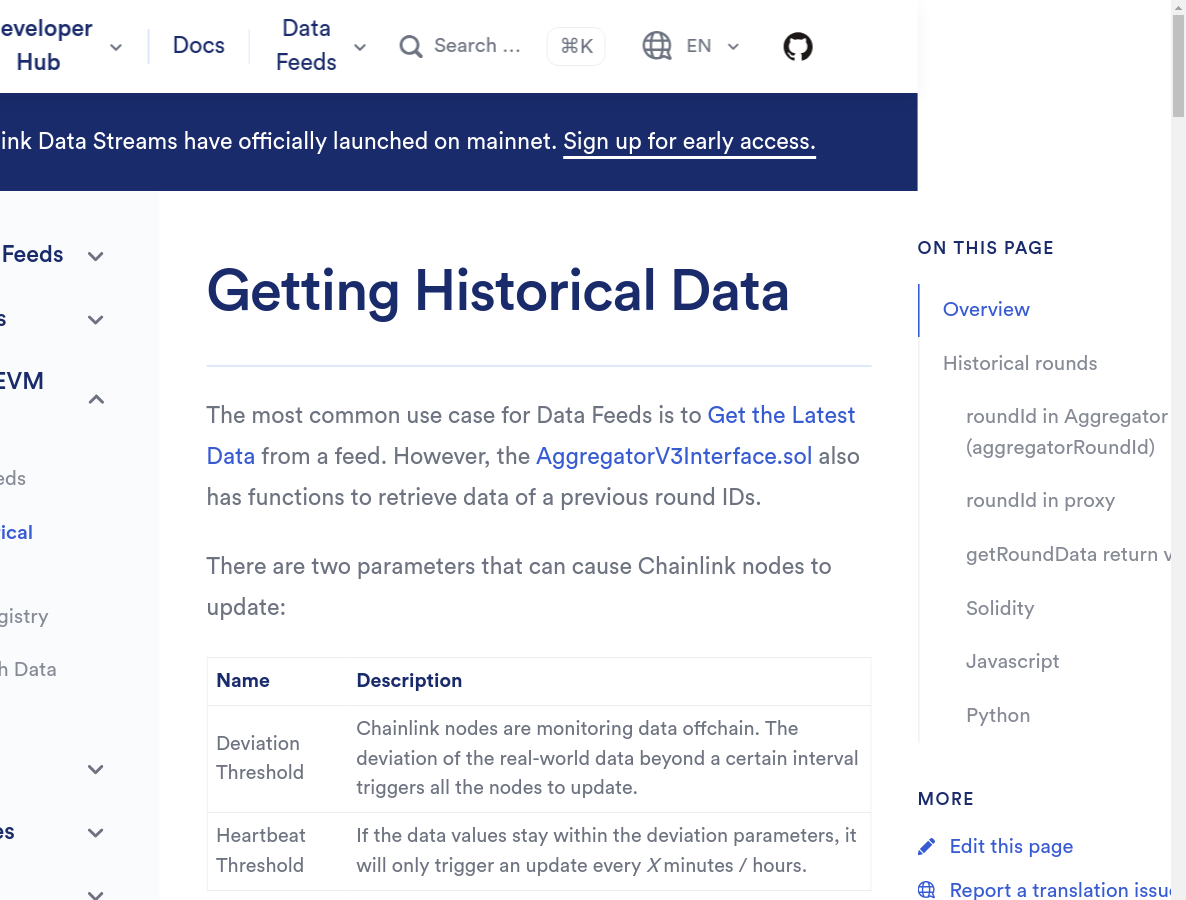 eveloper
Hub
Docs
Data
Feeds
Search ...
⌘K
EN
ink Data Streams have officially launched on mainnet. Sign up for early access.
Feeds
s
EVM
eds
rical
gistry
h Data
es
Getting Historical Data
The most common use case for Data Feeds is to Get the Latest
Data from a feed. However, the AggregatorV3Interface.sol also
has functions to retrieve data of a previous round IDs.
There are two parameters that can cause Chainlink nodes to
update:
Name Description
Deviation
Threshold
Chainlink nodes are monitoring data offchain. The
deviation of the real-world data beyond a certain interval
triggers all the nodes to update.
Heartbeat
Threshold
If the data values stay within the deviation parameters, it
will only trigger an update every X minutes / hours.
ON THIS PAGE
Overview
Historical rounds
roundId in Aggregator
(aggregatorRoundId)
roundId in proxy
getRoundData return v
Solidity
Javascript
Python
MORE
Edit this page
Report a translation issu